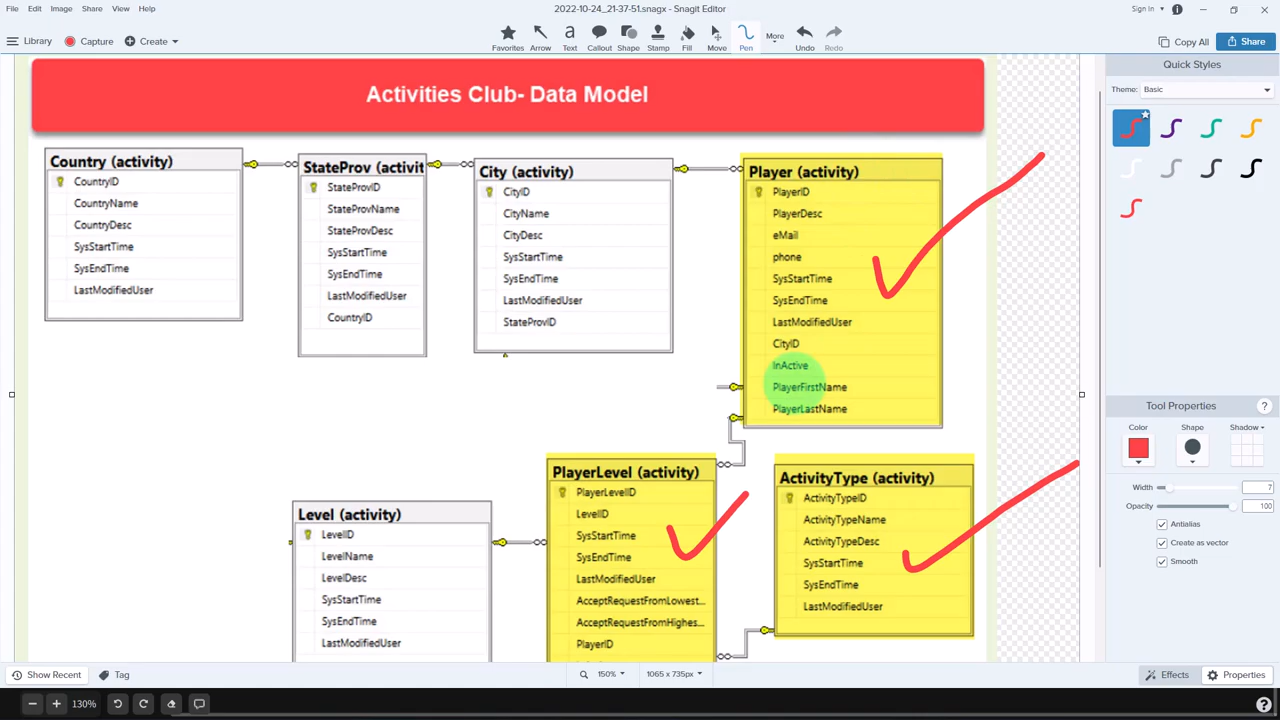 File Edit Image Share View Help
2022-10-24_21-37-51.snagx - Snagit Editor
Sign In
Library Capture Create
Favorites Arrow Text Callout Shape Stamp Fill Move Pen More Undo Redo
Copy All Share
Activities Club- Data Model
Country (activity)
CountryID
CountryName
CountryDesc
SysStartTime
SysEndTime
LastModifiedUser
StateProv (activit
StateProvID
StateProvName
StateProvDesc
SysStartTime
SysEndTime
LastModifiedUser
CountryID
City (activity)
CityID
CityName
CityDesc
SysStartTime
SysEndTime
LastModifiedUser
StateProvID
Player (activity)
PlayerID
PlayerDesc
eMail
phone
SysStartTime
SysEndTime
LastModifiedUser
CityID
InActive
PlayerFirstName
PlayerLastName
Level (activity)
LevelID
LevelName
LevelDesc
SysStartTime
SysEndTime
LastModifiedUser
PlayerLevel (activity)
PlayerLevelID
LevelID
SysStartTime
SysEndTime
LastModifiedUser
AcceptRequestFromLowest...
AcceptRequestFromHighes...
PlayerID
ActivityType (activity)
ActivityTypeID
ActivityTypeName
ActivityTypeDesc
SysStartTime
SysEndTime
LastModifiedUser
Quick Styles
Theme: Basic
Tool Properties ?
Color Shape Shadow
Width 7
Opacity 100
Antialias
Create as vector
Smooth
Show Recent Tag
150% 1065 x 735px
Effects Properties
130%
?